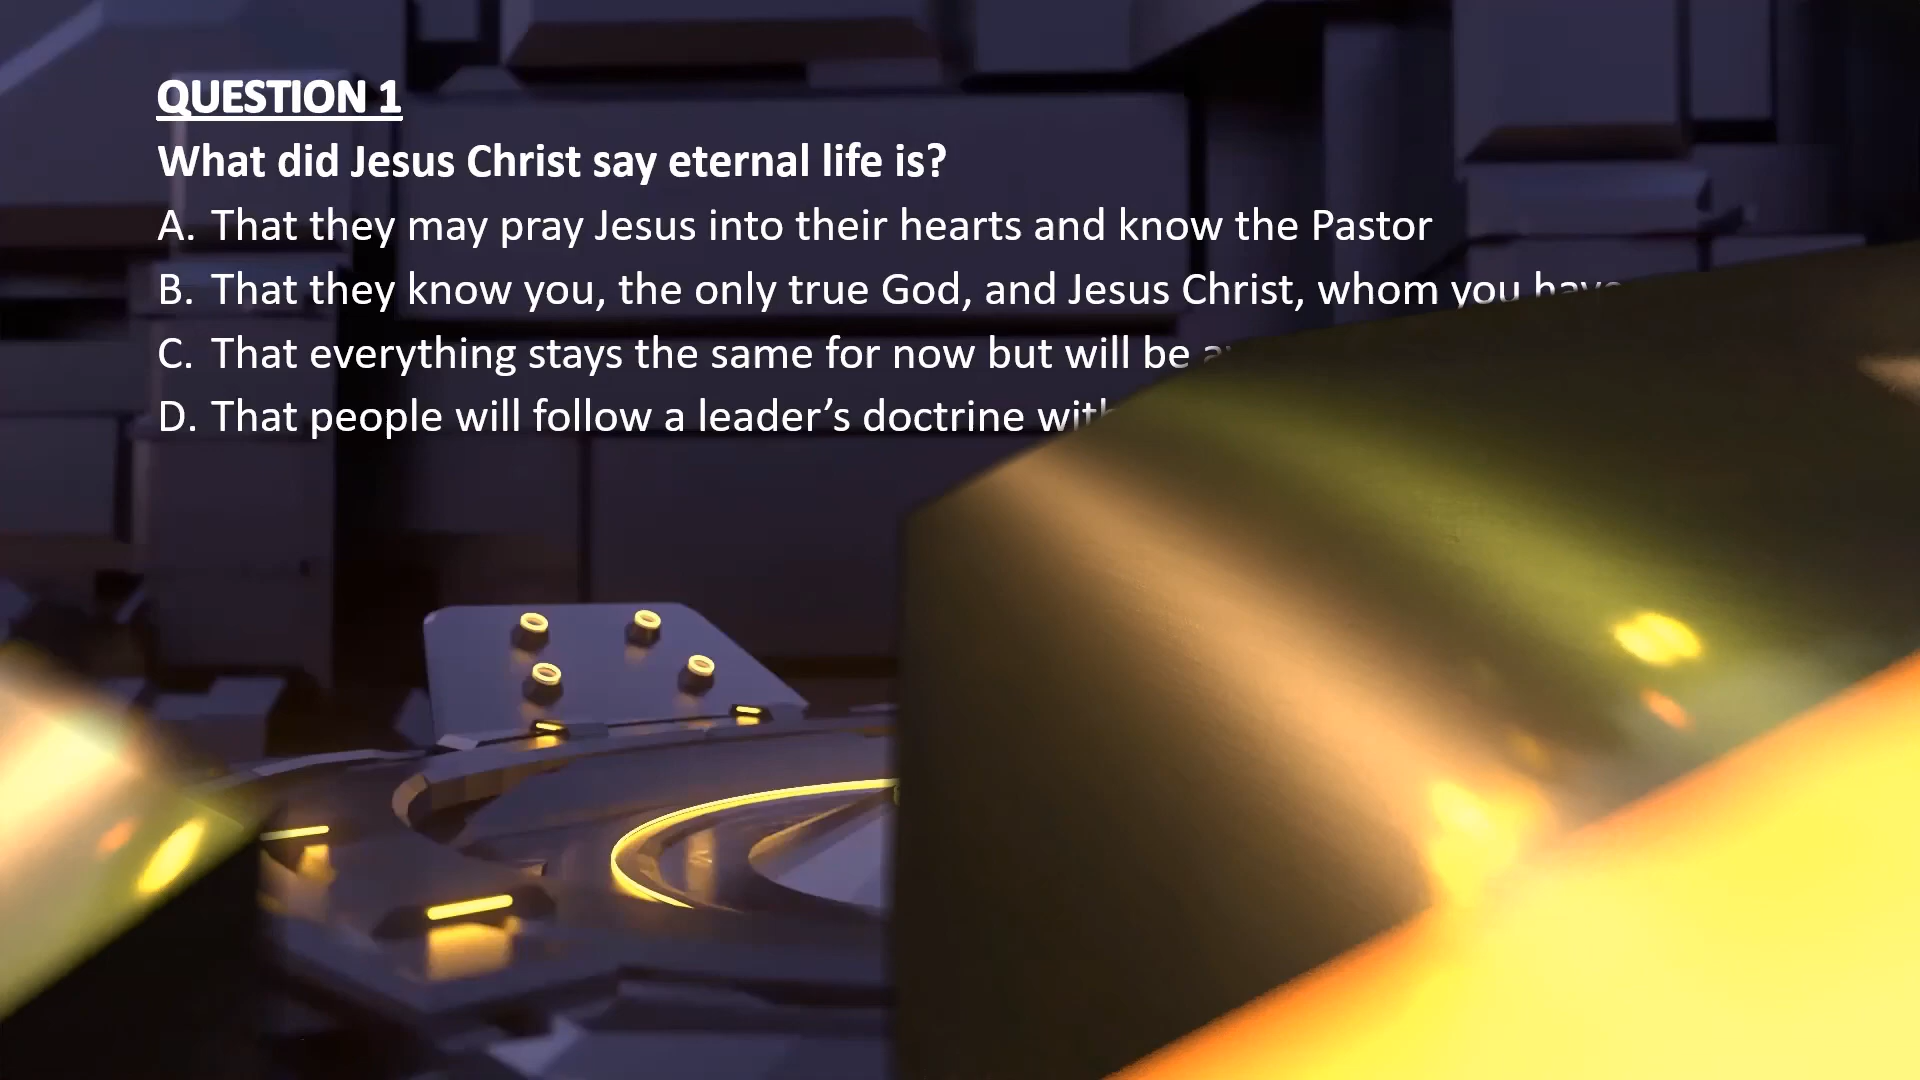 QUESTION 1
What did Jesus Christ say eternal life is?
A. That they may pray Jesus into their hearts and know the Pastor
B. That they know you, the only true God, and Jesus Christ, whom you have
C. That everything stays the same for now but will be
D. That people will follow a leader’s doctrine